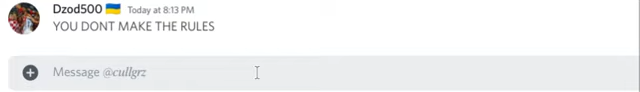 Dzod500 🇺🇦 Today at 8:13 PM
YOU DONT MAKE THE RULES
Message @cullgrz